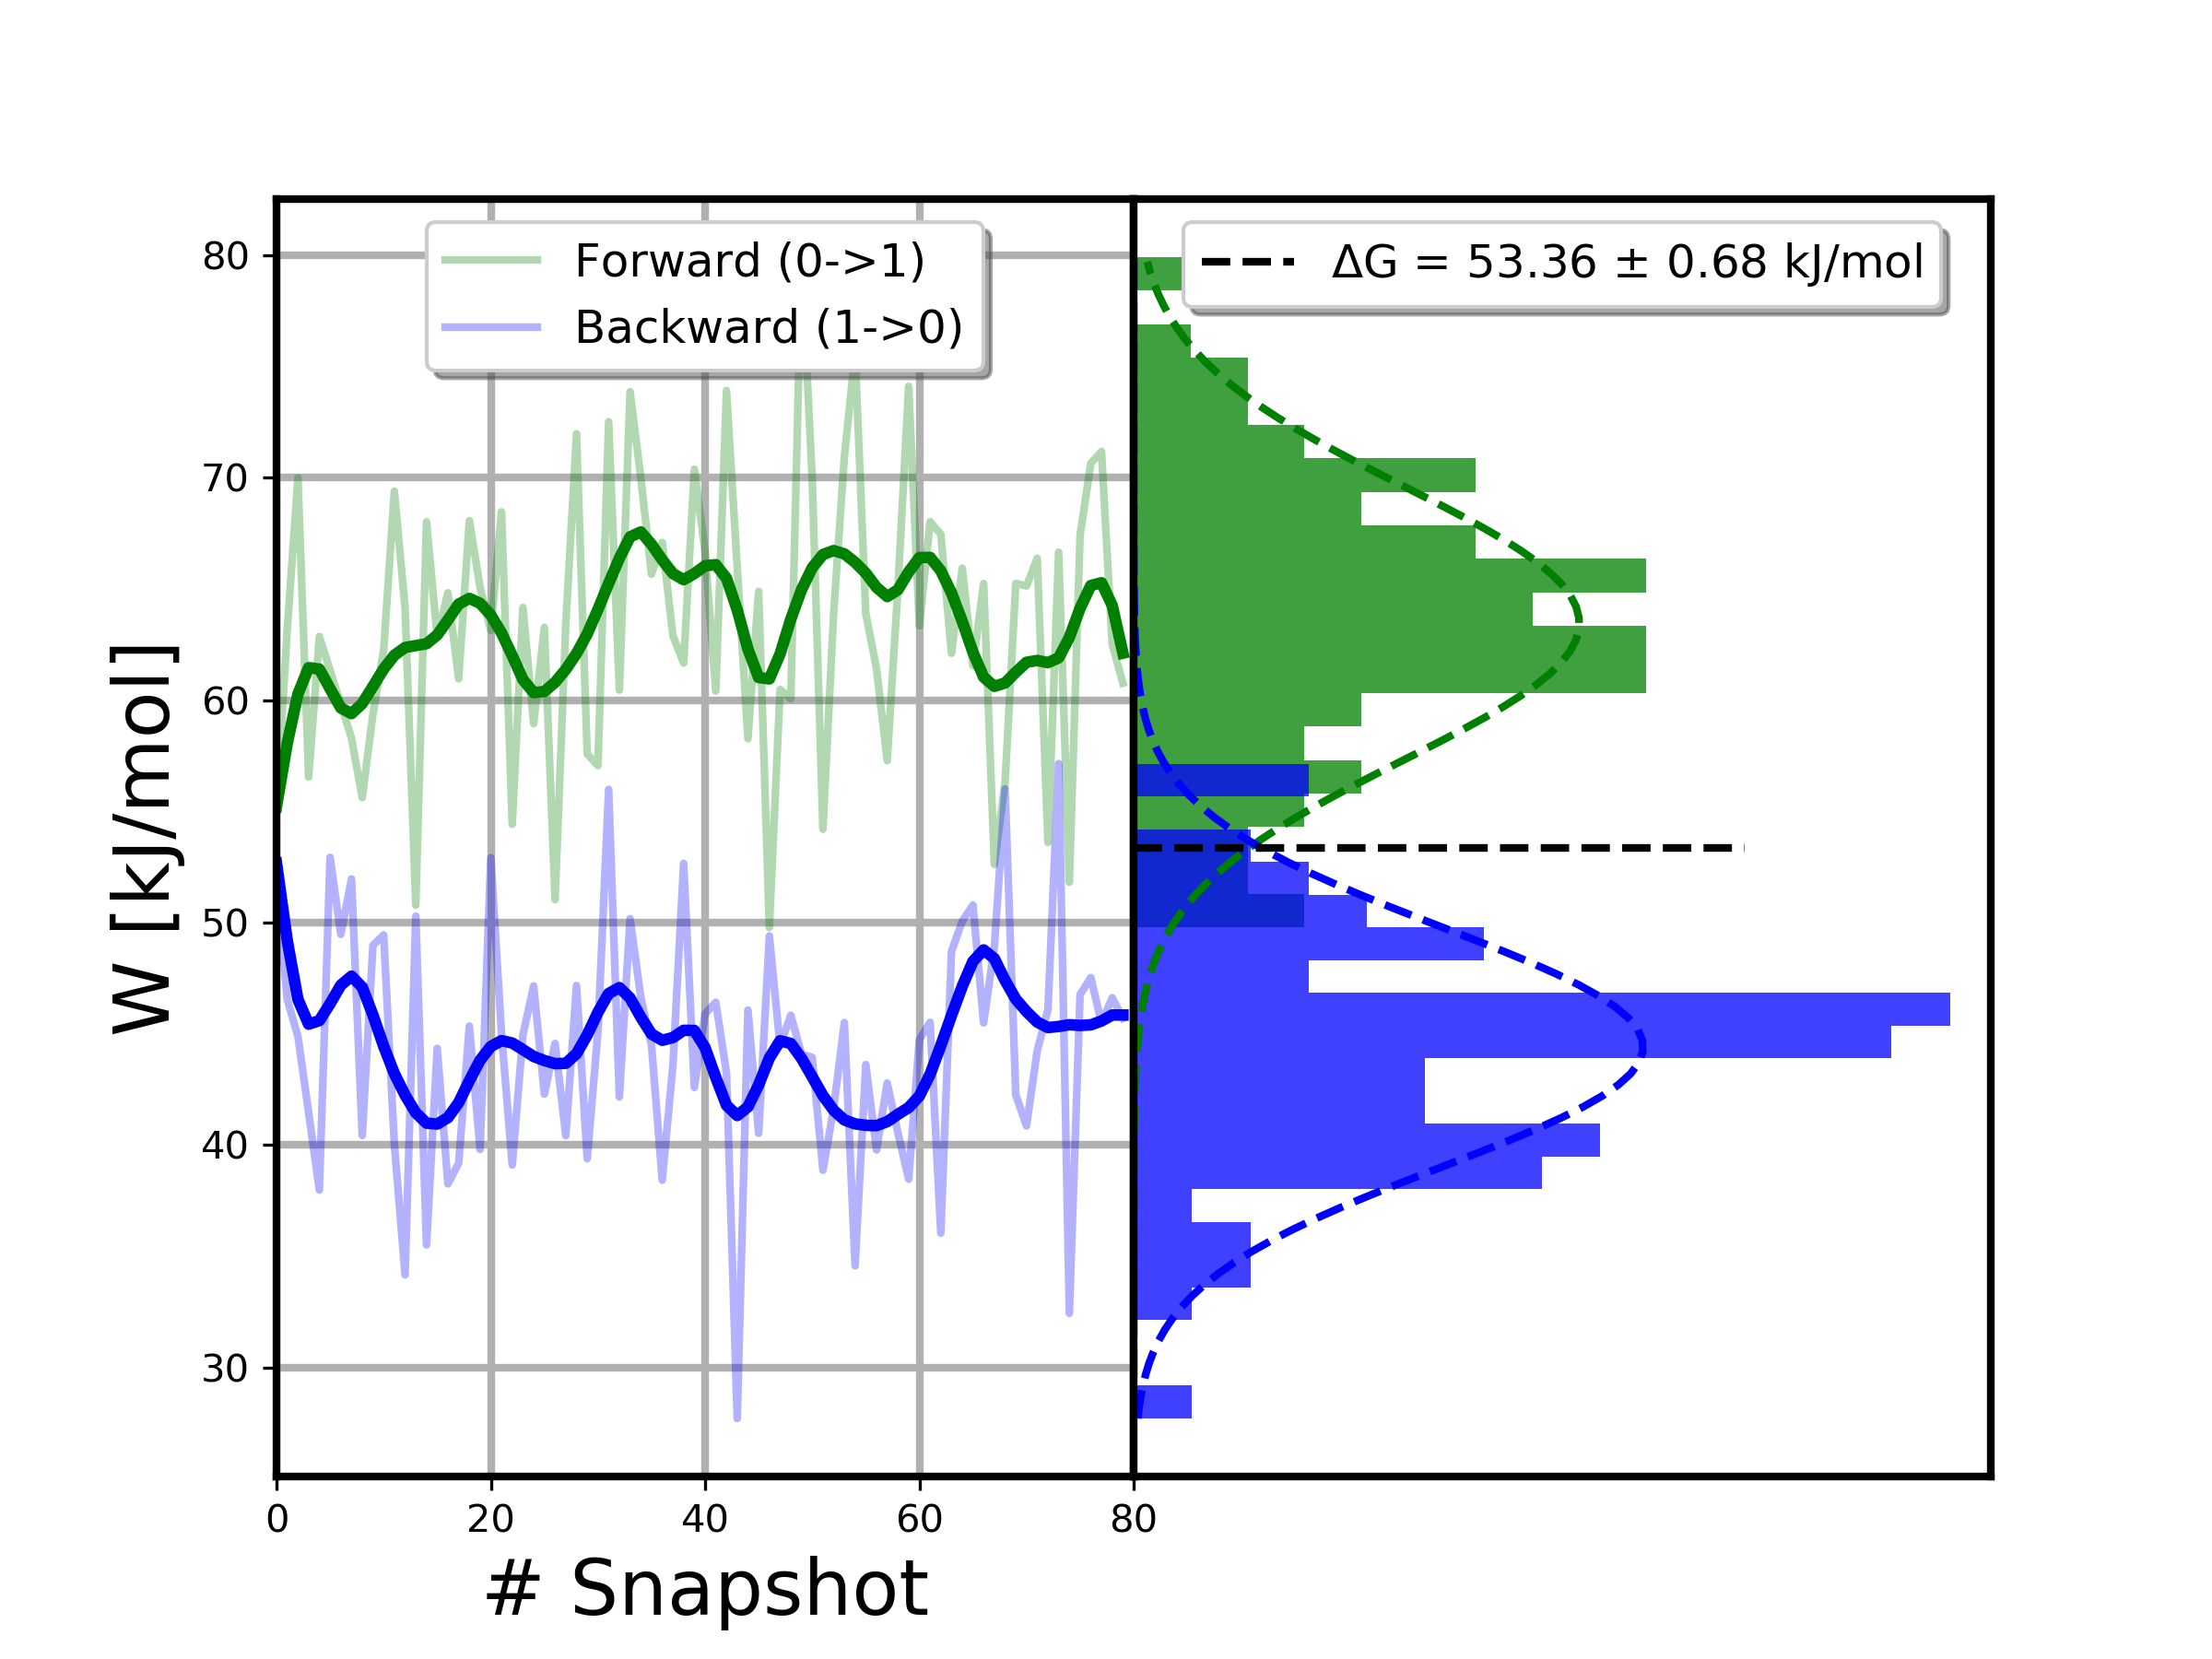 Forward (0->1)
Backward (1->0)
ΔG = 53.36 ± 0.68 kJ/mol
80
70
60
50
40
30
W [kJ/mol]
0 20 40 60 80
# Snapshot